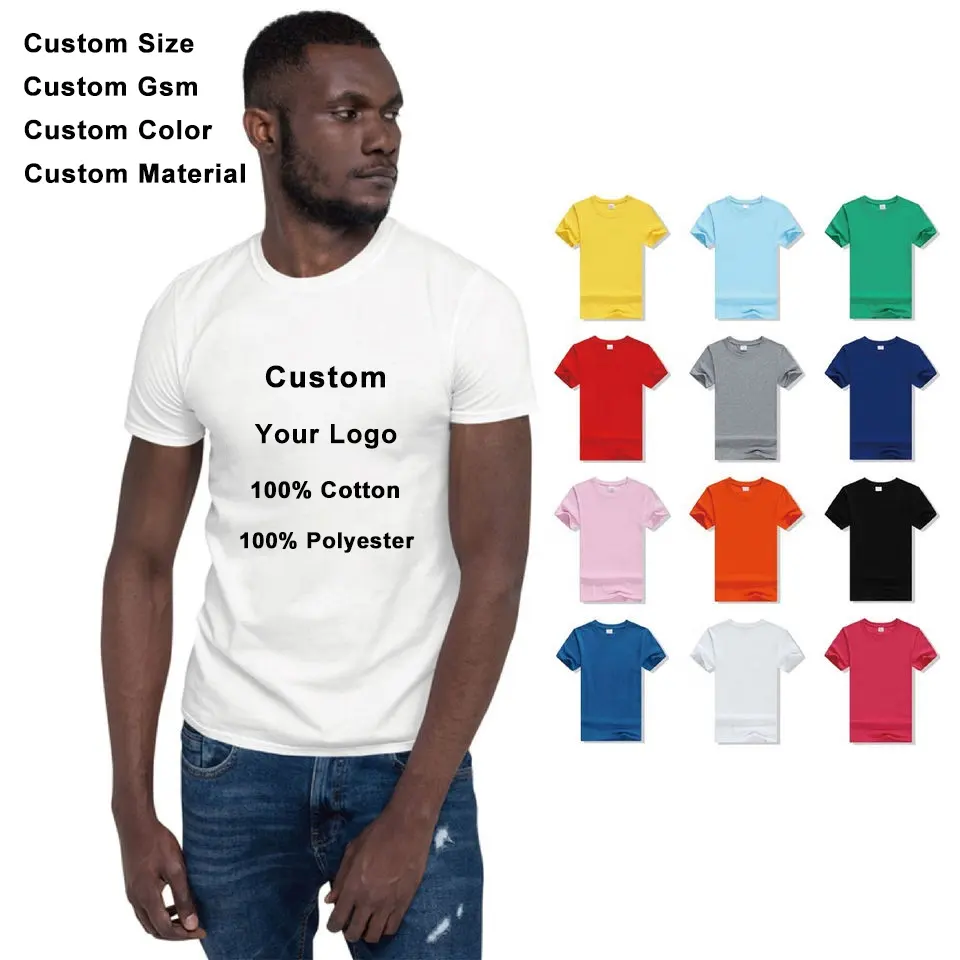 Custom Size
Custom Gsm
Custom Color
Custom Material
Custom
Your Logo
100% Cotton
100% Polyester